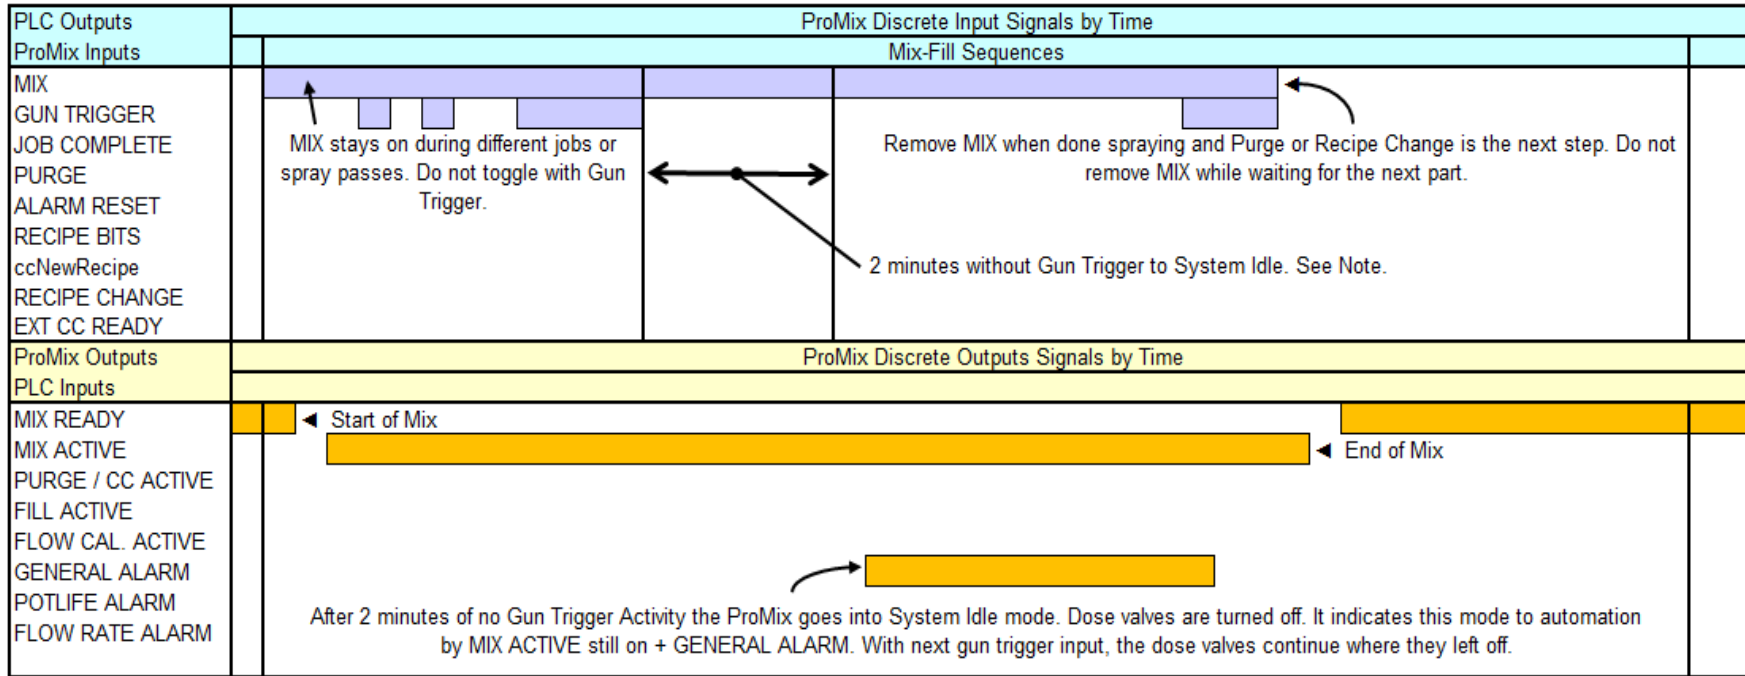 PLC Outputs
ProMix Discrete Input Signals by Time
ProMix Inputs
Mix-Fill Sequences
MIX
GUN TRIGGER
JOB COMPLETE
PURGE
ALARM RESET
RECIPE BITS
ccNewRecipe
RECIPE CHANGE
EXT CC READY
MIX stays on during different jobs or
spray passes. Do not toggle with Gun
Trigger.
Remove MIX when done spraying and Purge or Recipe Change is the next step. Do not
remove MIX while waiting for the next part.
2 minutes without Gun Trigger to System Idle. See Note.
ProMix Outputs
ProMix Discrete Outputs Signals by Time
PLC Inputs
MIX READY
MIX ACTIVE
PURGE / CC ACTIVE
FILL ACTIVE
FLOW CAL. ACTIVE
GENERAL ALARM
POTLIFE ALARM
FLOW RATE ALARM
Start of Mix
End of Mix
After 2 minutes of no Gun Trigger Activity the ProMix goes into System Idle mode. Dose valves are turned off. It indicates this mode to automation
by MIX ACTIVE still on + GENERAL ALARM. With next gun trigger input, the dose valves continue where they left off.